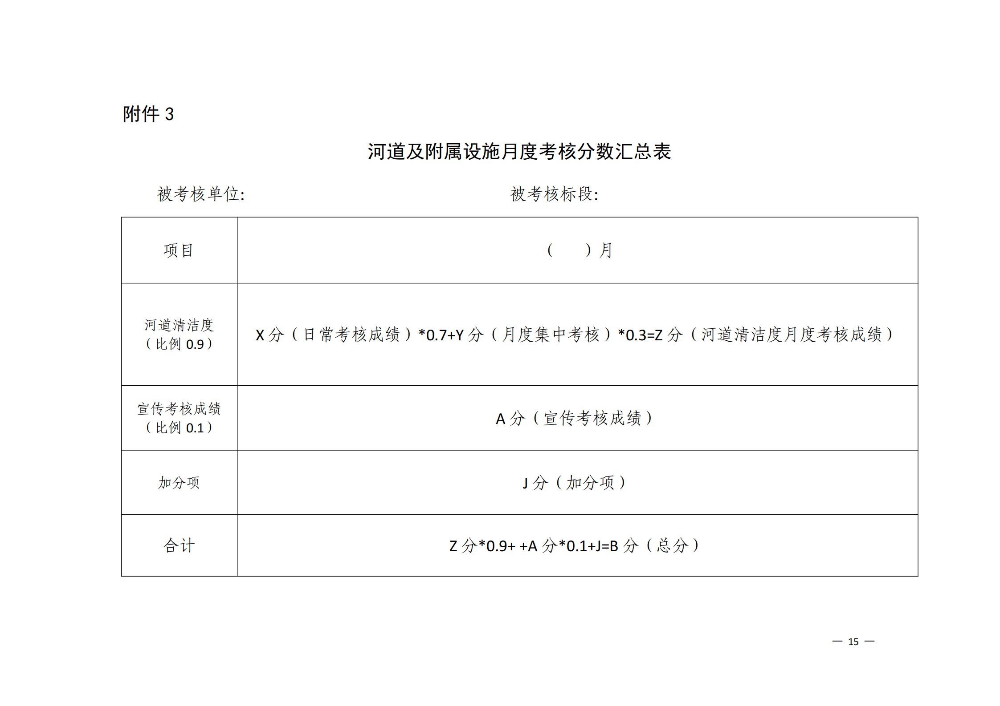 附件 3
河道及附属设施月度考核分数汇总表
被考核单位: 被考核标段:
项目 （ ）月
河道清洁度
（比例 0.9）
X 分（日常考核成绩）*0.7+Y 分（月度集中考核）*0.3=Z 分（河道清洁度月度考核成绩）
宣传考核成绩
（比例 0.1）
A 分（宣传考核成绩）
加分项 J 分（加分项）
合计 Z 分*0.9+ +A 分*0.1+J=B 分（总分）
— 15 —